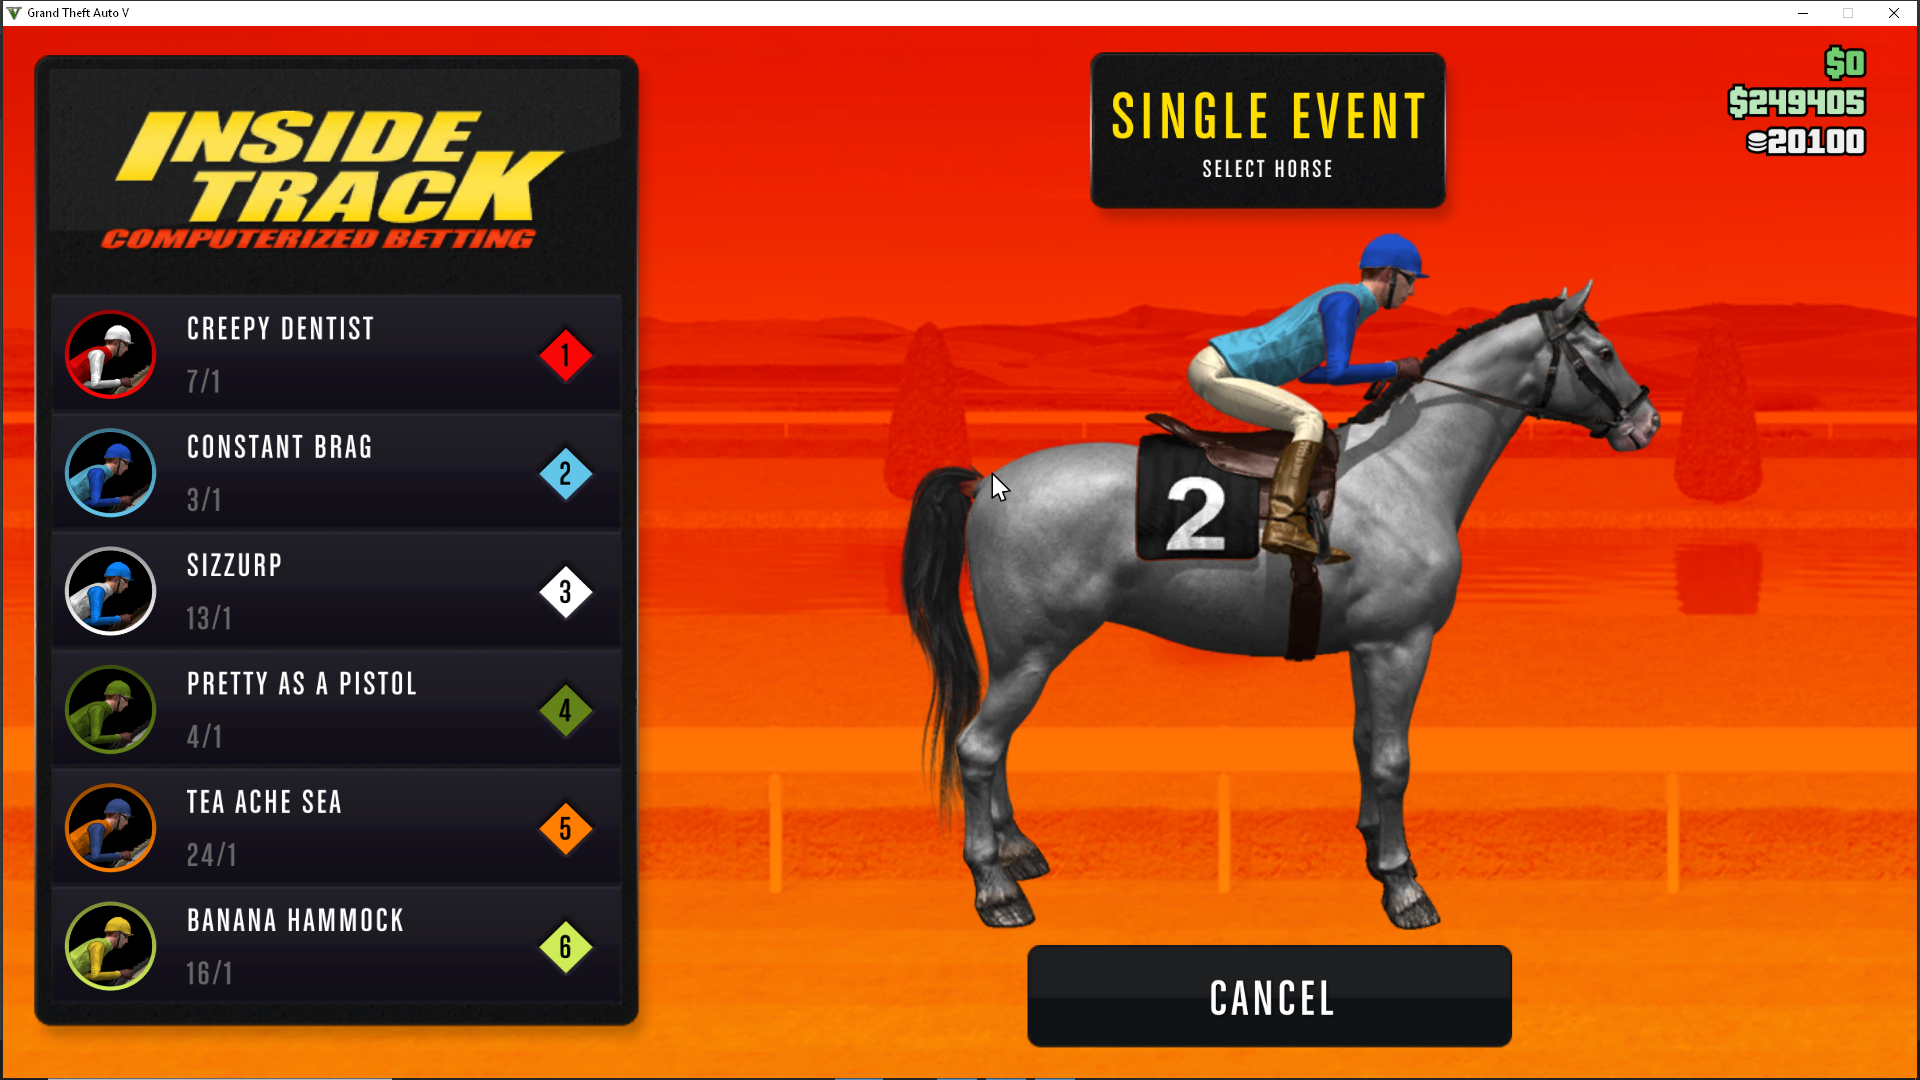 Grand Theft Auto V
INSIDE
TRACK
COMPUTERIZED BETTING
CREEPY DENTIST
7/1
1
CONSTANT BRAG
3/1
2
SIZZURP
13/1
3
PRETTY AS A PISTOL
4/1
4
TEA ACHE SEA
24/1
5
BANANA HAMMOCK
16/1
6
SINGLE EVENT
SELECT HORSE
$0
$249405
20100
2
CANCEL